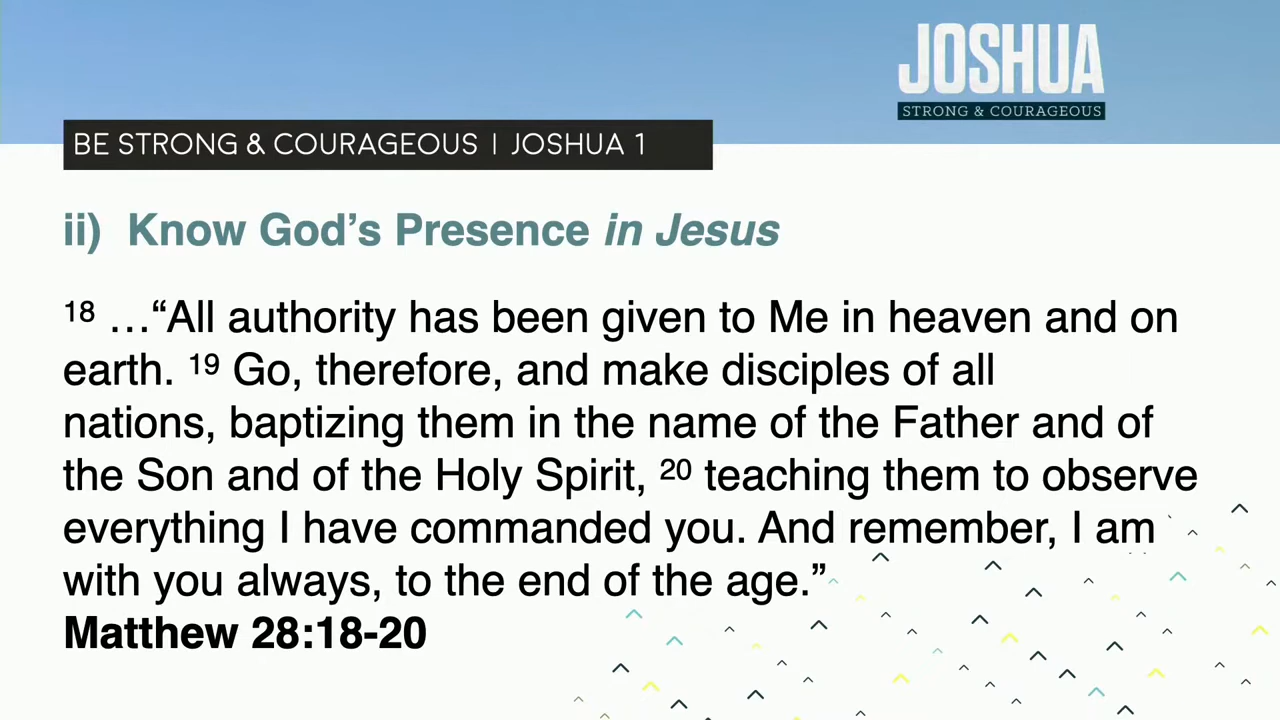 JOSHUA
STRONG & COURAGEOUS
BE STRONG & COURAGEOUS | JOSHUA 1
ii) Know God’s Presence in Jesus
18 …“All authority has been given to Me in heaven and on
earth. 19 Go, therefore, and make disciples of all
nations, baptizing them in the name of the Father and of
the Son and of the Holy Spirit, 20 teaching them to observe
everything I have commanded you. And remember, I am
with you always, to the end of the age.”
Matthew 28:18-20